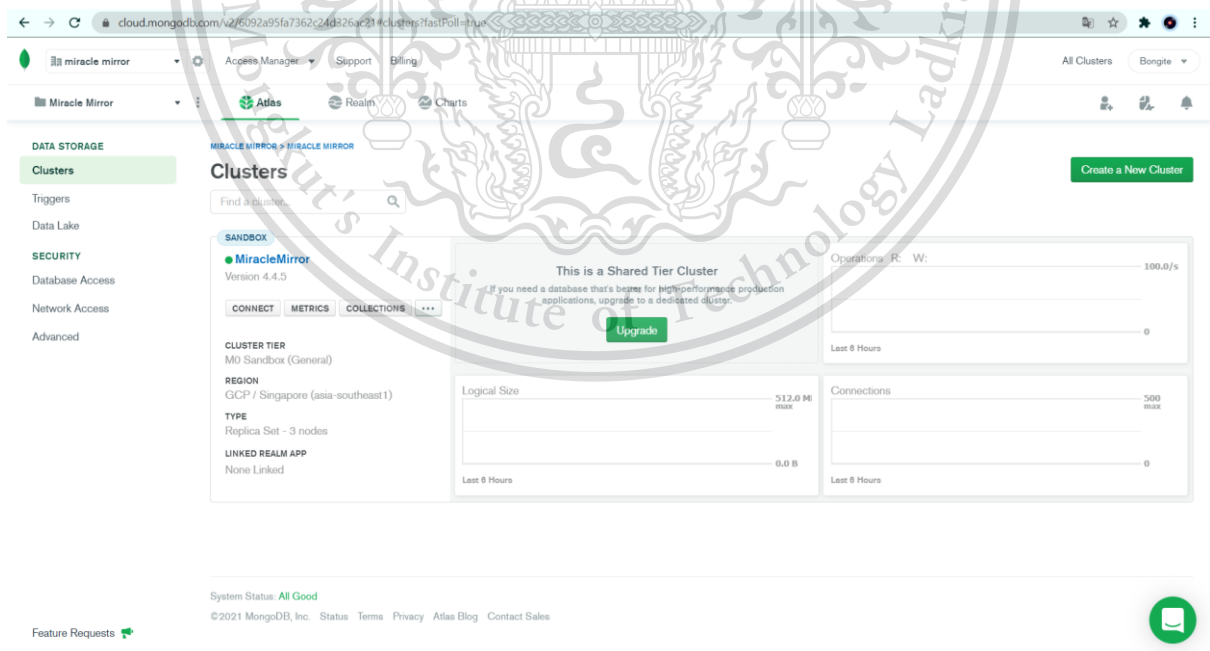 cloud.mongodb.com/v2/6092a95fa7362c24d826ac21#clusters?fastPoll=true
miracle mirror
Access Manager
Support
Billing
All Clusters
Bongite
Miracle Mirror
Atlas
Realm
Charts
DATA STORAGE
Clusters
Triggers
Data Lake
SECURITY
Database Access
Network Access
Advanced
MIRACLE MIRROR > MIRACLE MIRROR
Clusters
Create a New Cluster
Find a cluster...
SANDBOX
MiracleMirror
Version 4.4.5
CONNECT
METRICS
COLLECTIONS
...
CLUSTER TIER
M0 Sandbox (General)
REGION
GCP / Singapore (asia-southeast1)
TYPE
Replica Set - 3 nodes
LINKED REALM APP
None Linked
This is a Shared Tier Cluster
If you need a database that's better for high-performance production
applications, upgrade to a dedicated cluster.
Upgrade
Operations R: W:
100.0/s
0
Last 6 Hours
Logical Size
512.0 M
max
0.0 B
Last 6 Hours
Connections
500
max
0
Last 6 Hours
System Status: All Good
©2021 MongoDB, Inc. Status Terms Privacy Atlas Blog Contact Sales
Feature Requests
Mongkut's Institute of Technology Ladkr